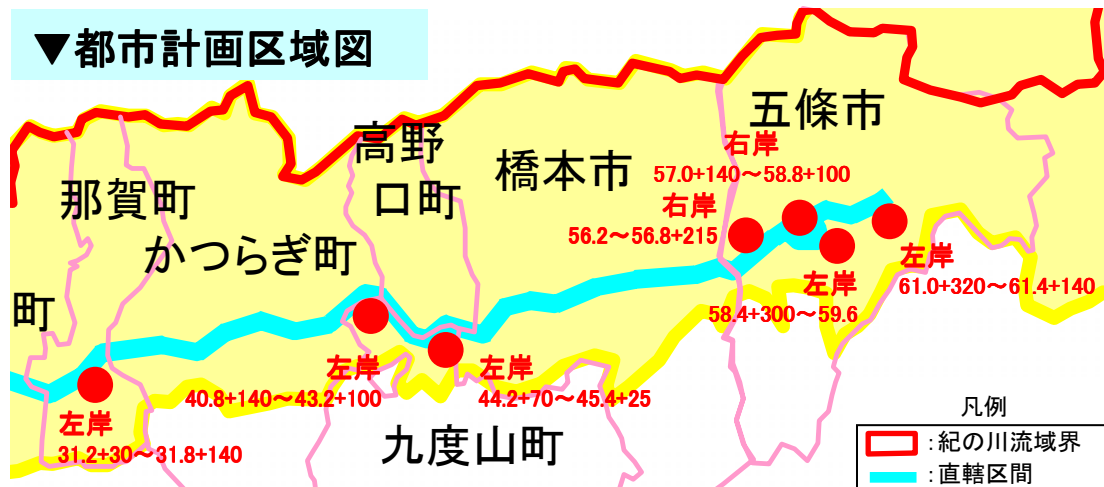 ▼都市計画区域図
五條市
高野
口町
橋本市
右岸
57.0+140～58.8+100
那賀町
右岸
56.2～56.8+215
かつらぎ町
左岸
61.0+320～61.4+140
左岸
58.4+300～59.6
町
左岸
40.8+140～43.2+100
左岸
44.2+70～45.4+25
左岸
31.2+30～31.8+140
九度山町
凡例
：紀の川流域界
：直轄区間